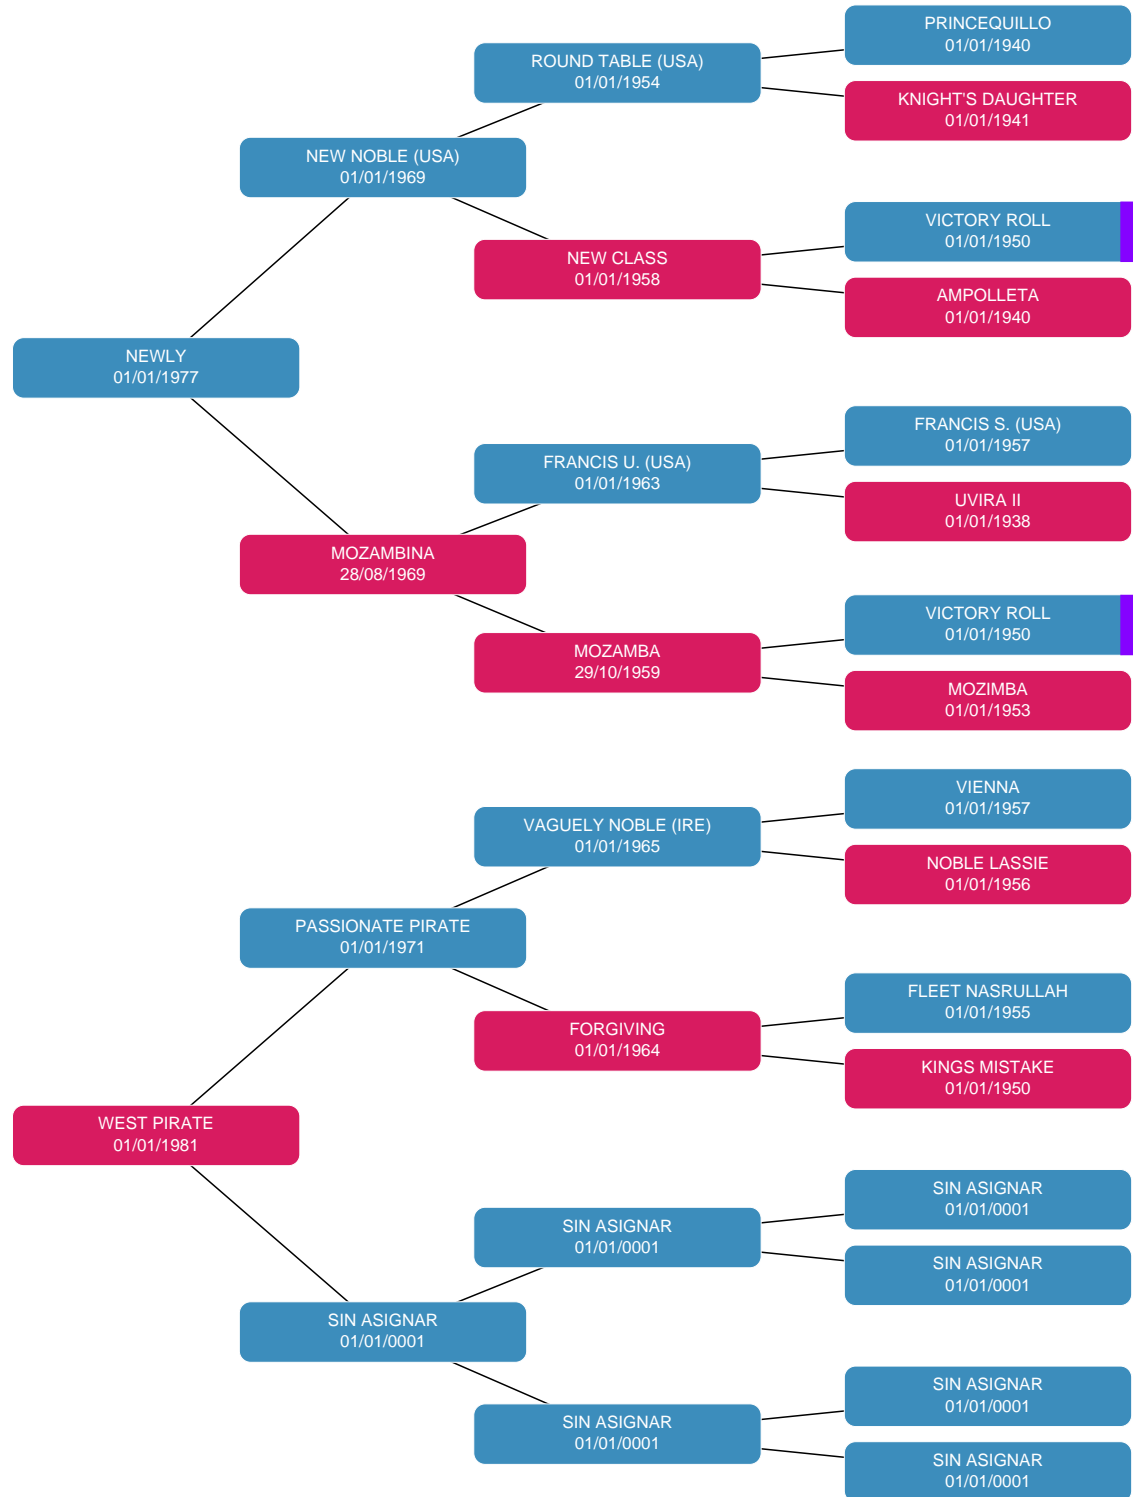 PRINCEQUILLO
01/01/1940
ROUND TABLE (USA)
01/01/1954
KNIGHT'S DAUGHTER
01/01/1941
NEW NOBLE (USA)
01/01/1969
VICTORY ROLL
01/01/1950
NEW CLASS
01/01/1958
AMPOLLETA
01/01/1940
NEWLY
01/01/1977
FRANCIS S. (USA)
01/01/1957
FRANCIS U. (USA)
01/01/1963
UVIRA II
01/01/1938
MOZAMBINA
28/08/1969
VICTORY ROLL
01/01/1950
MOZAMBA
29/10/1959
MOZIMBA
01/01/1953
VIENNA
01/01/1957
VAGUELY NOBLE (IRE)
01/01/1965
NOBLE LASSIE
01/01/1956
PASSIONATE PIRATE
01/01/1971
FLEET NASRULLAH
01/01/1955
FORGIVING
01/01/1964
KINGS MISTAKE
01/01/1950
WEST PIRATE
01/01/1981
SIN ASIGNAR
01/01/0001
SIN ASIGNAR
01/01/0001
SIN ASIGNAR
01/01/0001
SIN ASIGNAR
01/01/0001
SIN ASIGNAR
01/01/0001
SIN ASIGNAR
01/01/0001
SIN ASIGNAR
01/01/0001